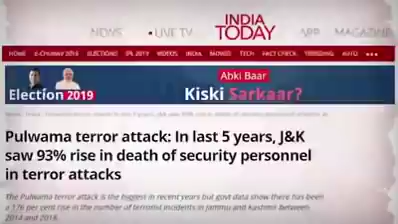 INDIA
TODAY
NEWS LIVE TV APP MAGAZINE
HOME ELECTIONS IPL 2019 VIDEOS INDIA MOVIES TECH FACT CHECK TRENDING AUTO
Abki Baar
Election 2019 Kiski Sarkaar?
Pulwama terror attack: In last 5 years, J&K
saw 93% rise in death of security personnel
in terror attacks
The Pulwama terror attack is the biggest in recent years but govt data show there has been
a 176 per cent rise in the number of terrorist incidents in Jammu and Kashmir between
2014 and 2018.